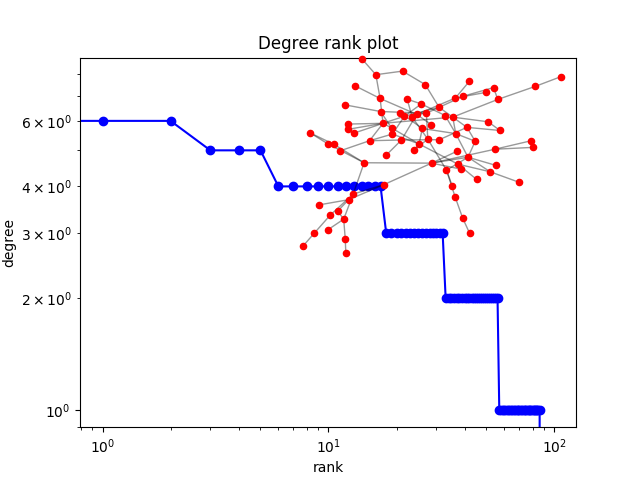 Degree rank plot
degree
6 × 10⁰
4 × 10⁰
3 × 10⁰
2 × 10⁰
10⁰
10⁰ 10¹ 10²
rank